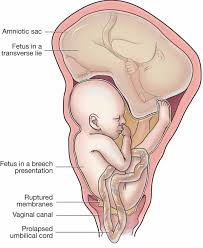 Amniotic sac
Fetus in a
transverse lie
Fetus in a breech
presentation
Ruptured
membranes
Vaginal canal
Prolapsed
umbilical cord